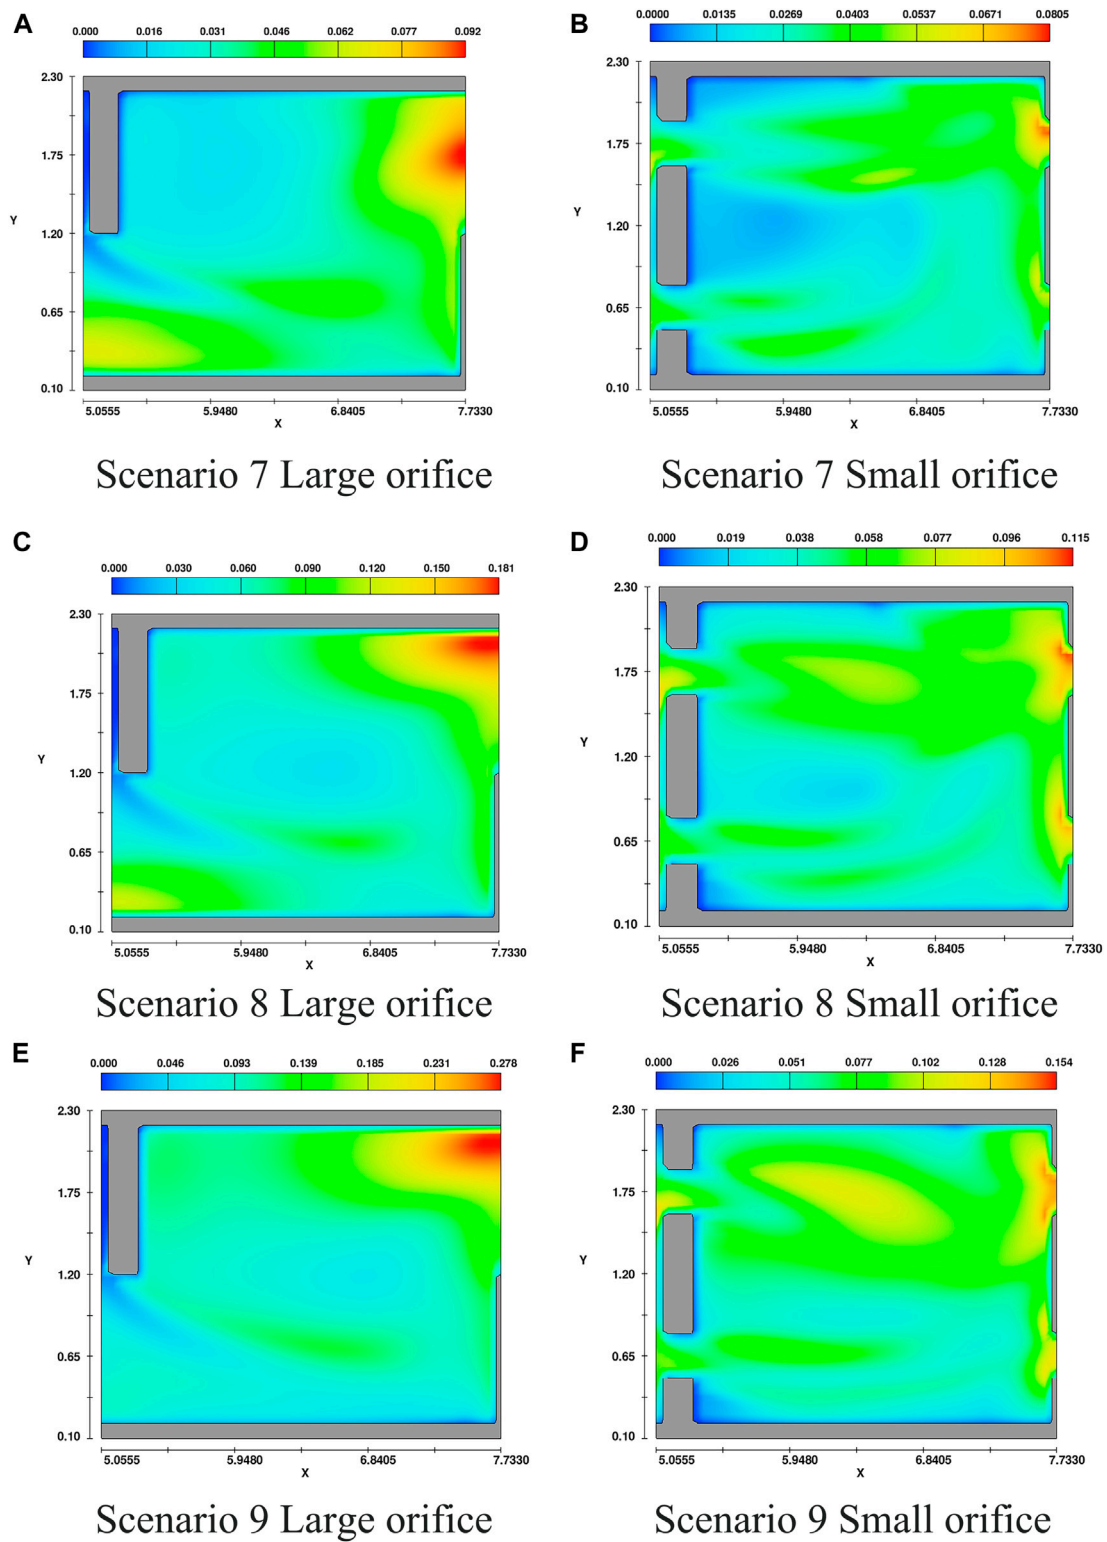 A
0.000 0.016 0.031 0.046 0.062 0.077 0.092
2.30
1.75
Y
1.20
0.65
0.10
5.0555 5.9480 6.8405 7.7330
X
Scenario 7 Large orifice
B
0.0000 0.0135 0.0269 0.0403 0.0537 0.0671 0.0805
2.30
1.75
Y
1.20
0.65
0.10
5.0555 5.9480 6.8405 7.7330
X
Scenario 7 Small orifice
C
0.000 0.030 0.060 0.090 0.120 0.150 0.181
2.30
1.75
Y
1.20
0.65
0.10
5.0555 5.9480 6.8405 7.7330
X
Scenario 8 Large orifice
D
0.000 0.019 0.038 0.058 0.077 0.096 0.115
2.30
1.75
Y
1.20
0.65
0.10
5.0555 5.9480 6.8405 7.7330
X
Scenario 8 Small orifice
E
0.000 0.046 0.093 0.139 0.185 0.231 0.278
2.30
1.75
Y
1.20
0.65
0.10
5.0555 5.9480 6.8405 7.7330
X
Scenario 9 Large orifice
F
0.000 0.026 0.051 0.077 0.102 0.128 0.154
2.30
1.75
Y
1.20
0.65
0.10
5.0555 5.9480 6.8405 7.7330
X
Scenario 9 Small orifice